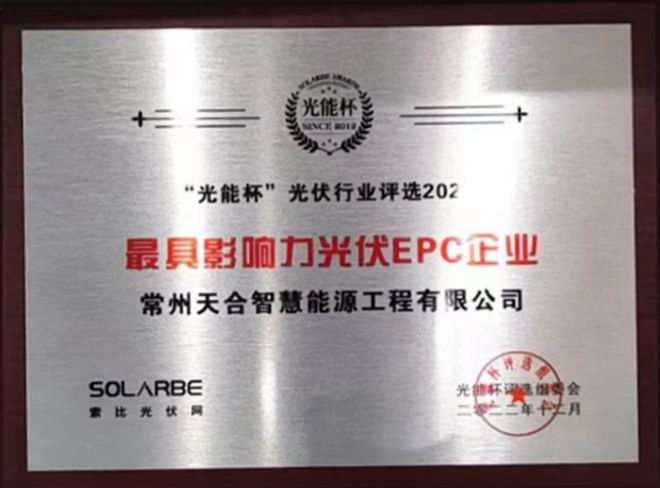 SOLARBE AWARDS
光能杯
SINCE 2012
“光能杯”光伏行业评选202
最具影响力光伏EPC企业
常州天合智慧能源工程有限公司
SOLARBE
索比光伏网
光能杯评选组委会
二〇二二年十二月